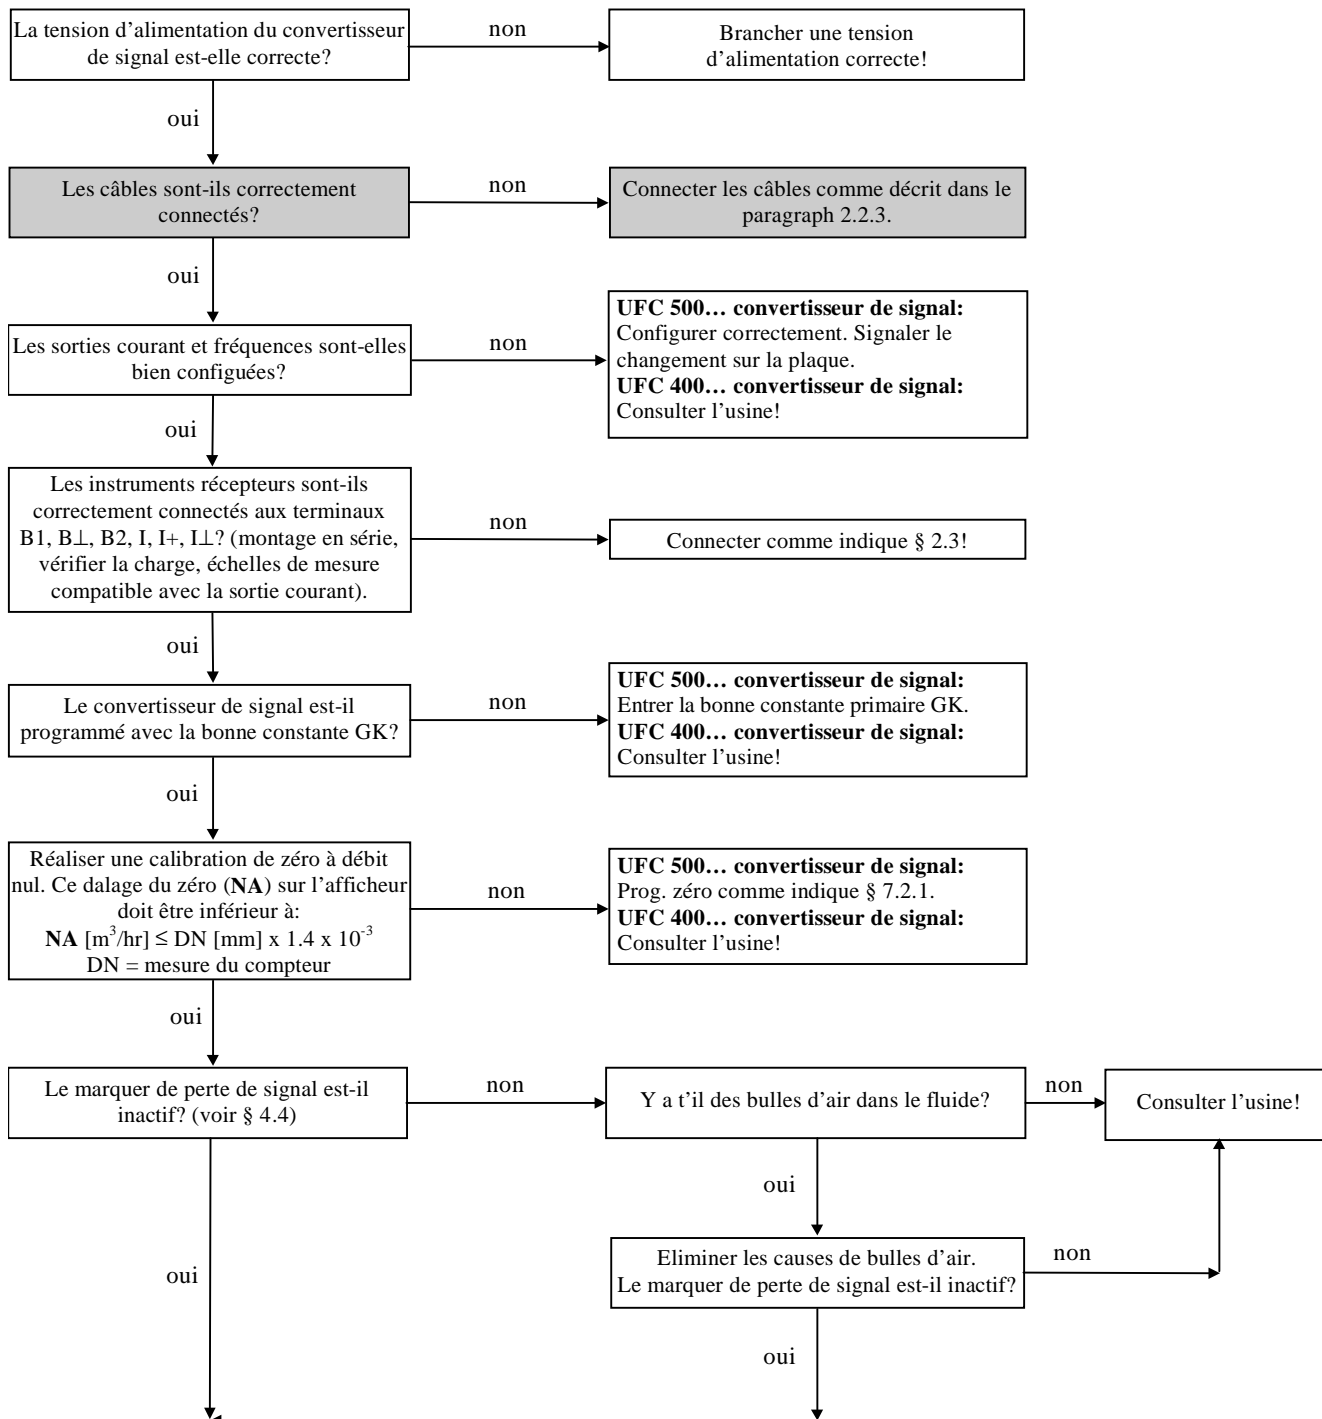 La tension d’alimentation du convertisseur
de signal est-elle correcte?
non
Brancher une tension
d’alimentation correcte!
oui
Les câbles sont-ils correctement
connectés?
non
Connecter les câbles comme décrit dans le
paragraph 2.2.3.
oui
Les sorties courant et fréquences sont-elles
bien configuées?
non
UFC 500… convertisseur de signal:
Configurer correctement. Signaler le
changement sur la plaque.
UFC 400… convertisseur de signal:
Consulter l’usine!
oui
Les instruments récepteurs sont-ils
correctement connectés aux terminaux
B1, B⊥, B2, I, I+, I⊥? (montage en série,
vérifier la charge, échelles de mesure
compatible avec la sortie courant).
non
Connecter comme indique § 2.3!
oui
Le convertisseur de signal est-il
programmé avec la bonne constante GK?
non
UFC 500… convertisseur de signal:
Entrer la bonne constante primaire GK.
UFC 400… convertisseur de signal:
Consulter l’usine!
oui
Réaliser une calibration de zéro à débit
nul. Ce dalage du zéro (NA) sur l’afficheur
doit être inférieur à:
NA [m³/hr] ≤ DN [mm] x 1.4 x 10⁻³
DN = mesure du compteur
non
UFC 500… convertisseur de signal:
Prog. zéro comme indique § 7.2.1.
UFC 400… convertisseur de signal:
Consulter l’usine!
oui
Le marquer de perte de signal est-il
inactif? (voir § 4.4)
non
Y a t’il des bulles d’air dans le fluide?
non
Consulter l’usine!
oui
Eliminer les causes de bulles d’air.
Le marquer de perte de signal est-il inactif?
non
oui
oui